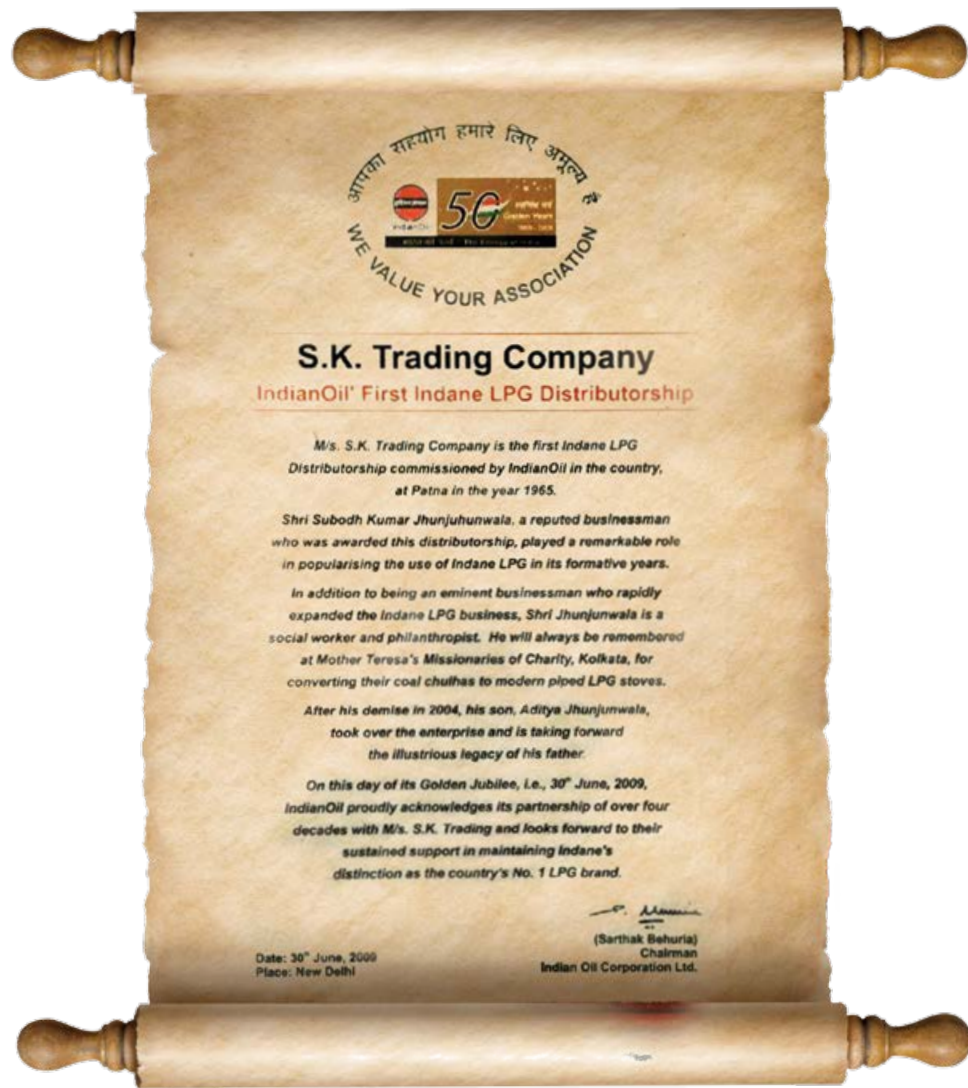 आपका सहयोग हमारे लिए अमूल्य है
50
Golden Years
IndianOil
WE VALUE YOUR ASSOCIATION
S.K. Trading Company
IndianOil' First Indane LPG Distributorship
M/s. S.K. Trading Company is the first Indane LPG
Distributorship commissioned by IndianOil in the country,
at Patna in the year 1965.
Shri Subodh Kumar Jhunjuhunwala, a reputed businessman
who was awarded this distributorship, played a remarkable role
in popularising the use of Indane LPG in its formative years.
In addition to being an eminent businessman who rapidly
expanded the Indane LPG business, Shri Jhunjunwala is a
social worker and philanthropist. He will always be remembered
at Mother Teresa's Missionaries of Charity, Kolkata, for
converting their coal chulhas to modern piped LPG stoves.
After his demise in 2004, his son, Aditya Jhunjunwala,
took over the enterprise and is taking forward
the illustrious legacy of his father.
On this day of its Golden Jubilee, i.e., 30th June, 2009,
IndianOil proudly acknowledges its partnership of over four
decades with M/s. S.K. Trading and looks forward to their
sustained support in maintaining Indane's
distinction as the country's No. 1 LPG brand.
(Sarthak Behuria)
Chairman
Indian Oil Corporation Ltd.
Date: 30th June, 2009
Place: New Delhi